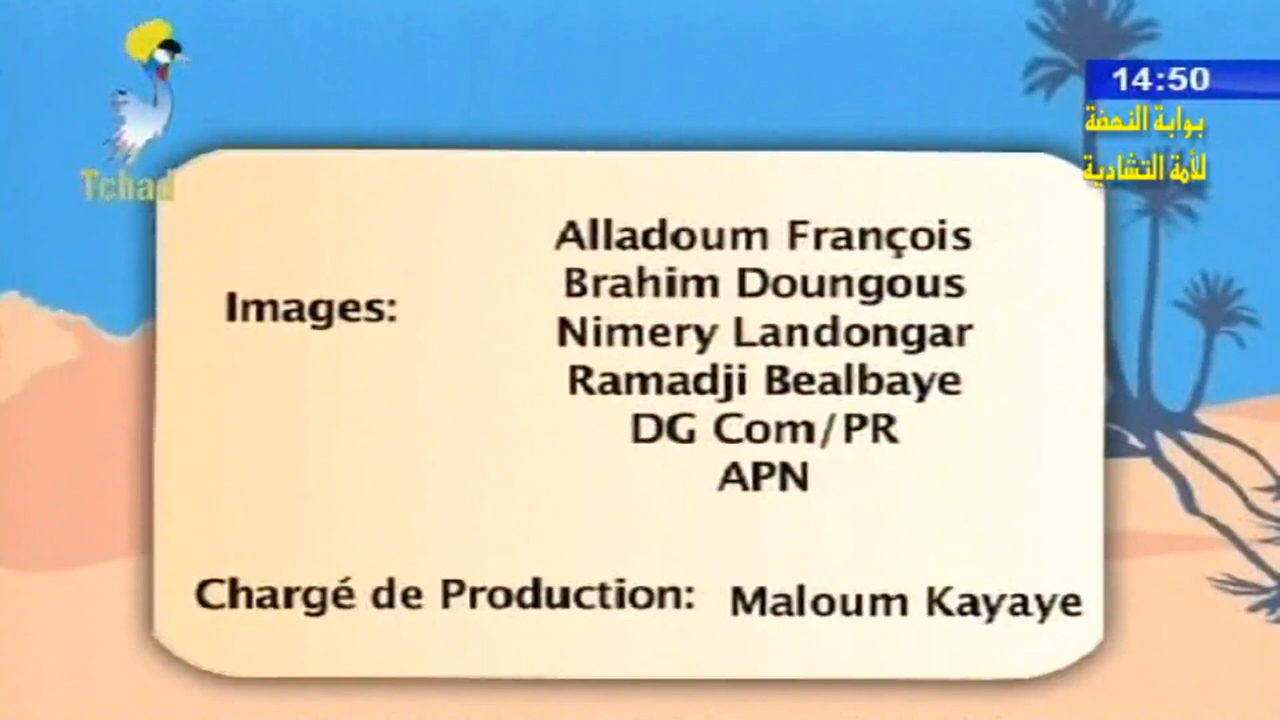 14:50
بوابة النهضة
للأمة التشادية
Tchad
Images:
Alladoum François
Brahim Doungous
Nimery Landongar
Ramadji Bealbaye
DG Com/PR
APN
Chargé de Production: Maloum Kayaye